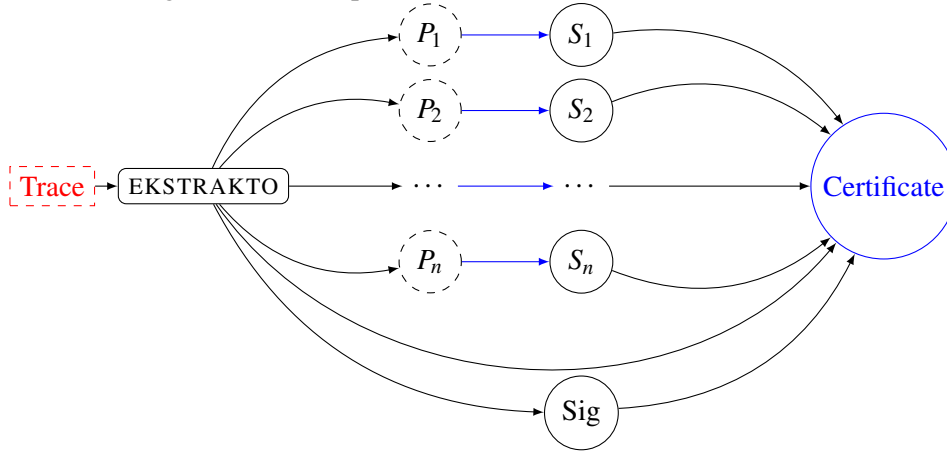 P₁ S₁
P₂ S₂
Trace EKSTRAKTO ··· ··· Certificate
Pₙ Sₙ
Sig